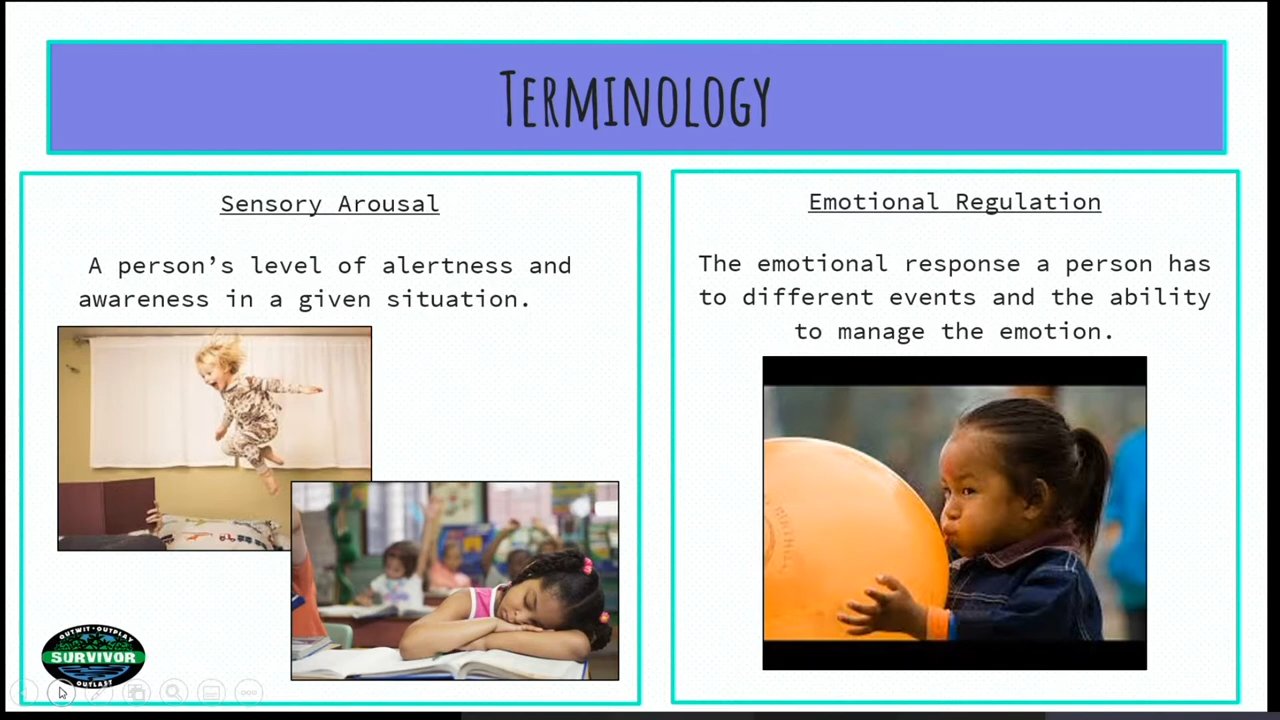 Terminology
Sensory Arousal
A person’s level of alertness and
awareness in a given situation.
Emotional Regulation
The emotional response a person has
to different events and the ability
to manage the emotion.
OUTWIT • OUTPLAY
SURVIVOR
OUTLAST